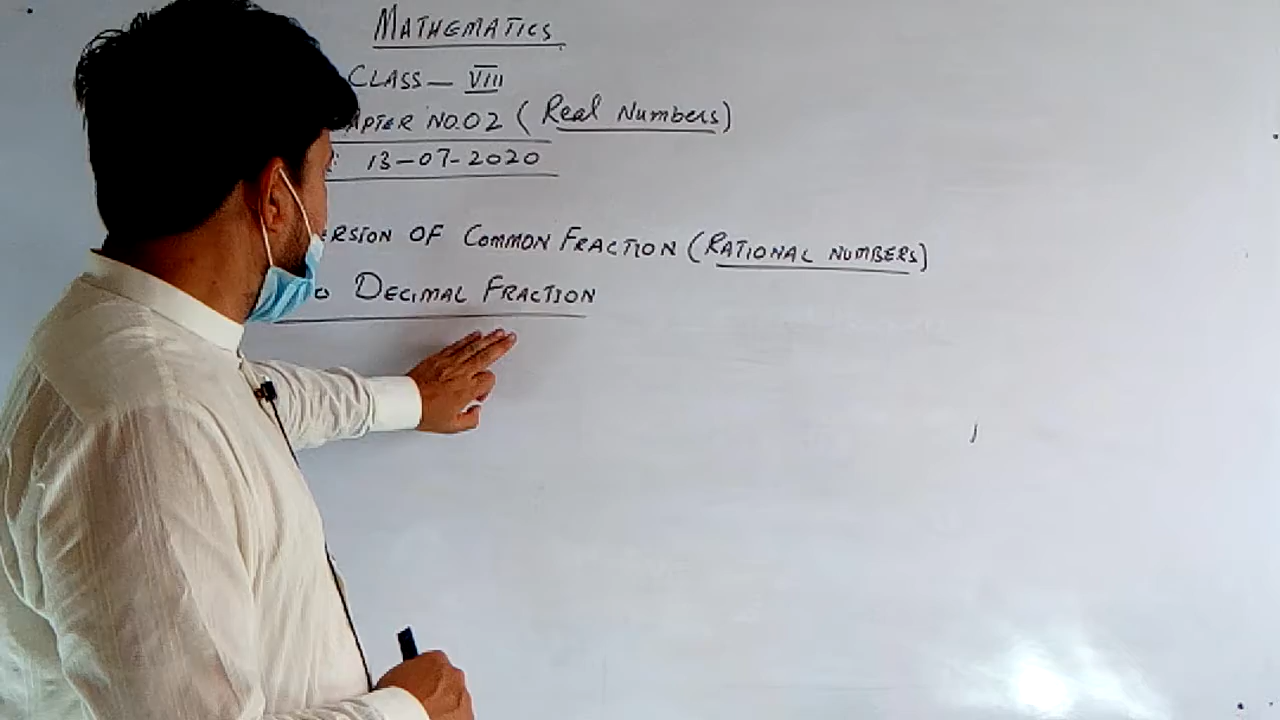 MATHEMATICS
CLASS — VIII
APTER NO.02 (Real Numbers)
: 13-07-2020
ERSION OF COMMON FRACTION (RATIONAL NUMBERS)
O DECIMAL FRACTION